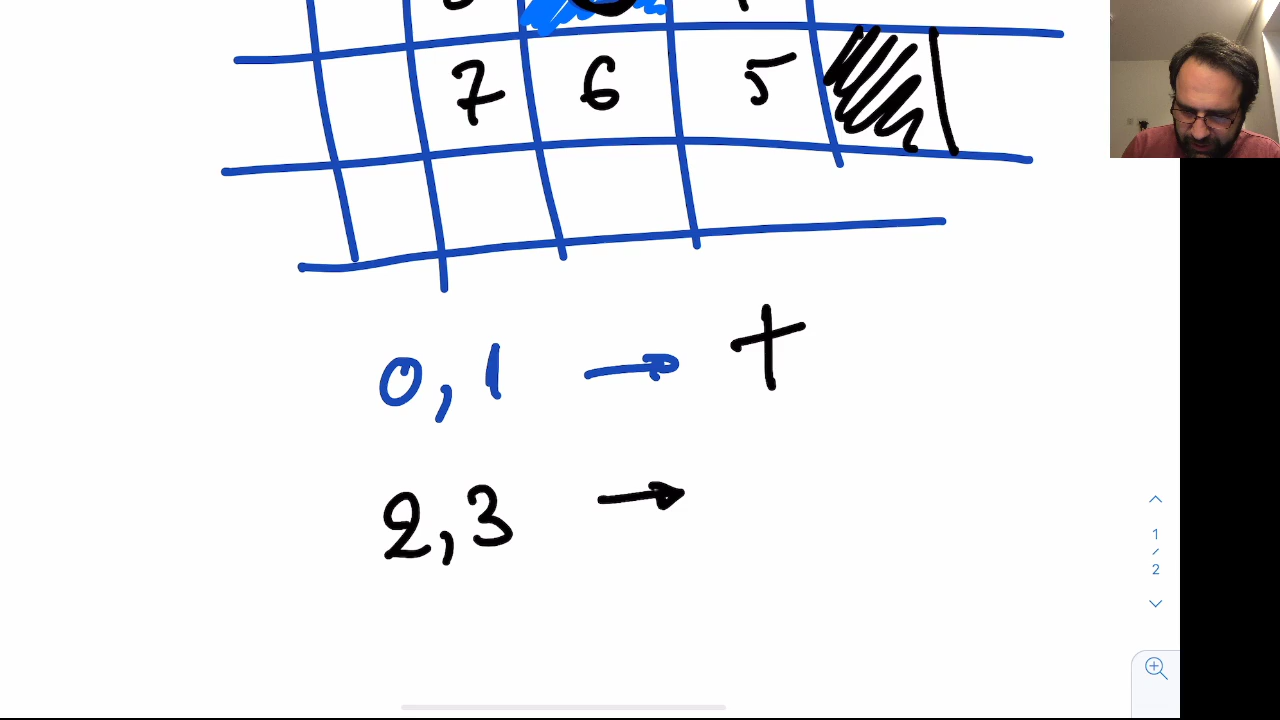 7 6 5
0, 1 → +
2, 3 →
1
/
2